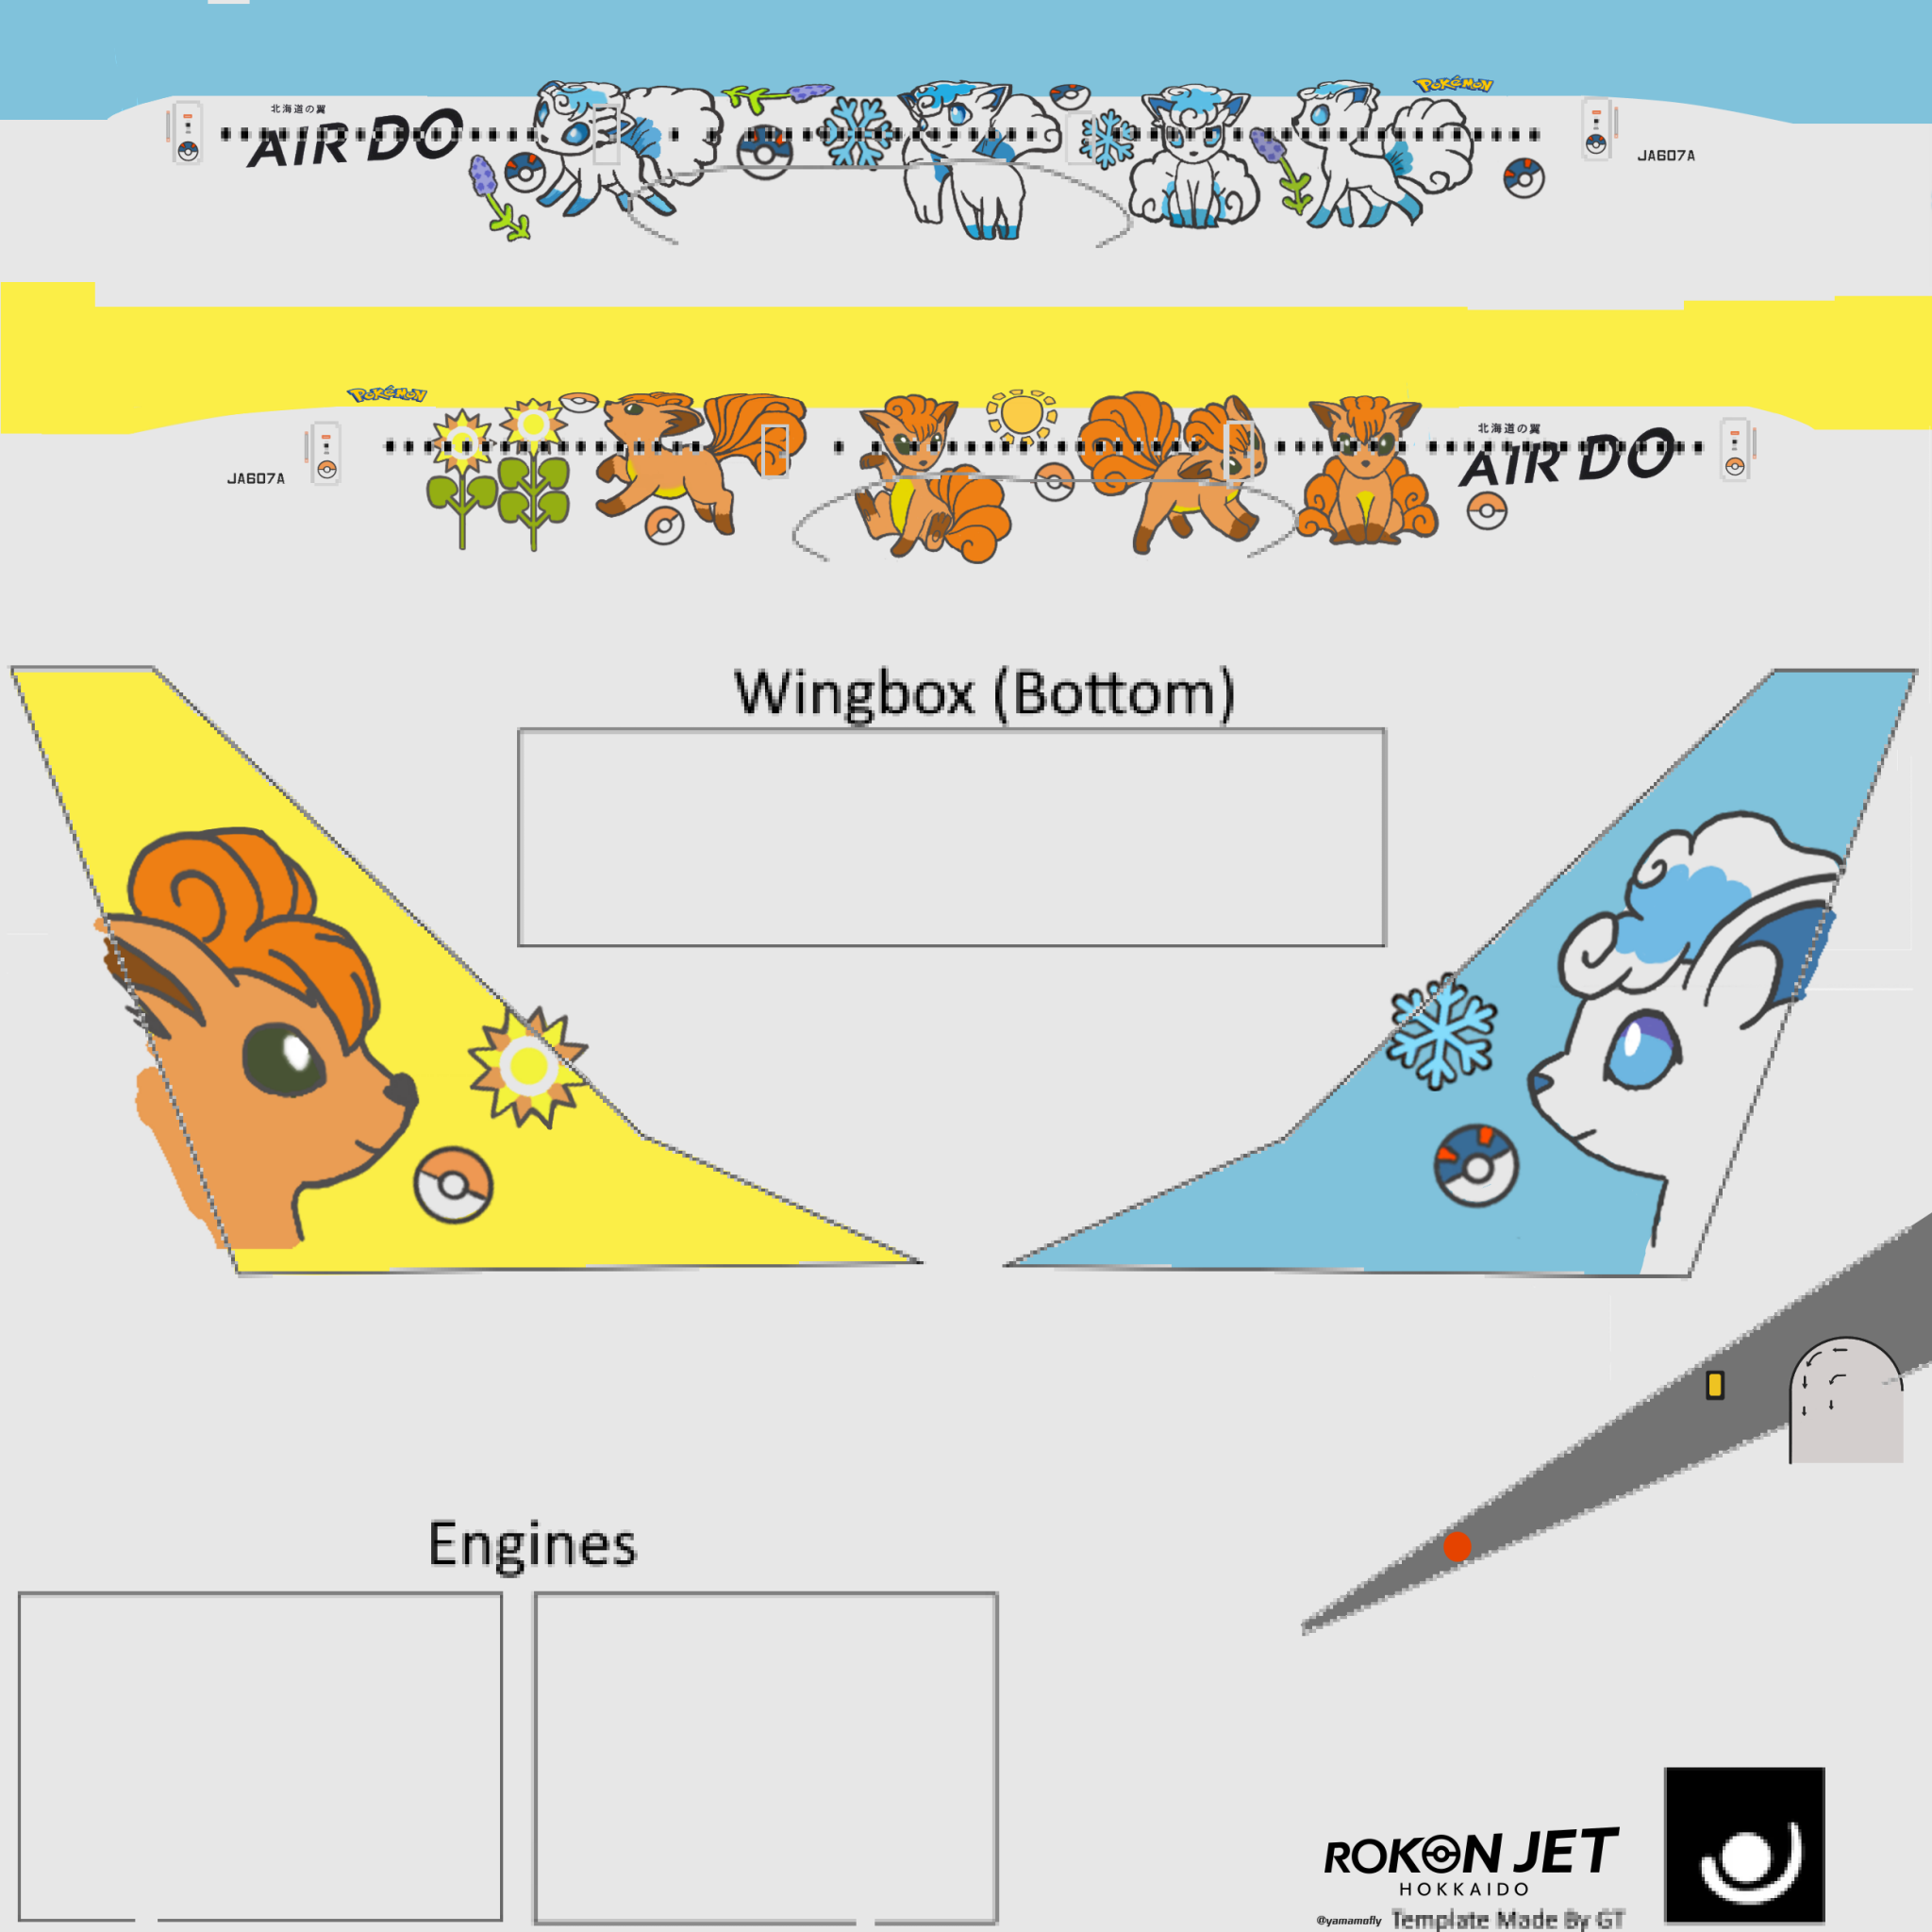 北海道の翼
AIR DO
POKéMON
JA607A
POKéMON
北海道の翼
AIR DO
JA607A
Wingbox (Bottom)
Engines
ROKON JET
HOKKAIDO
@yamamofly Template Made By GT